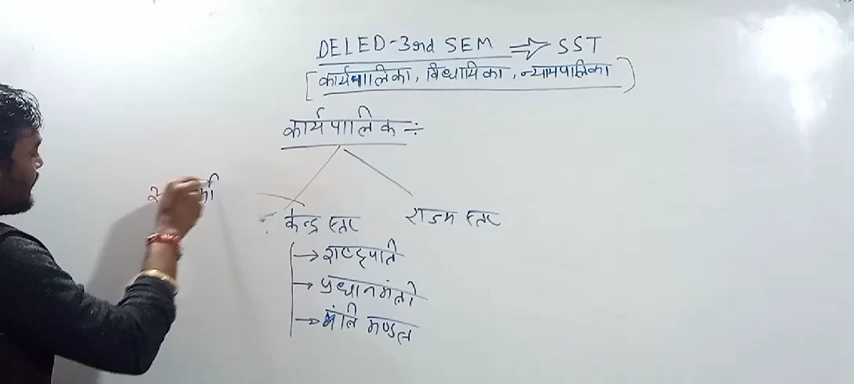 DELED-3rd SEM ⇒ SST
[कार्यपालिका, विधायिका, न्यायपालिका]
कार्यपालिक ÷
केन्द्र स्तर राज्य स्तर
→ राष्ट्रपति
→ प्रधानमंत्री
→ मंत्रि मण्डल